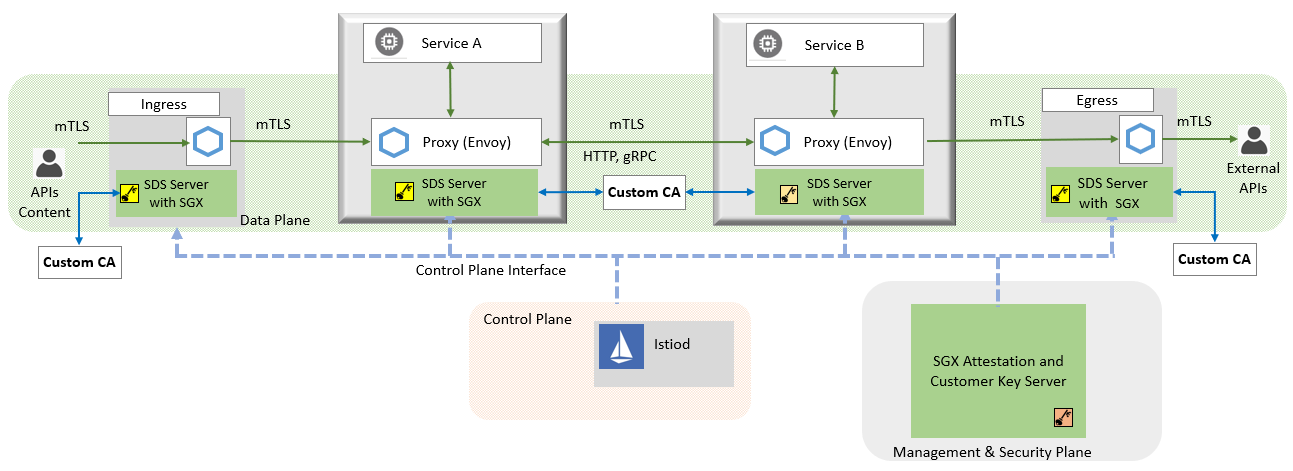 Service A
Service B
Ingress
Egress
mTLS
mTLS
Proxy (Envoy)
mTLS
HTTP, gRPC
Proxy (Envoy)
mTLS
mTLS
APIs
Content
SDS Server
with SGX
SDS Server
with SGX
Custom CA
SDS Server
with SGX
SDS Server
with  SGX
External
APIs
Data Plane
Custom CA
Custom CA
Control Plane Interface
Control Plane
Istiod
SGX Attestation and
Customer Key Server
Management & Security Plane